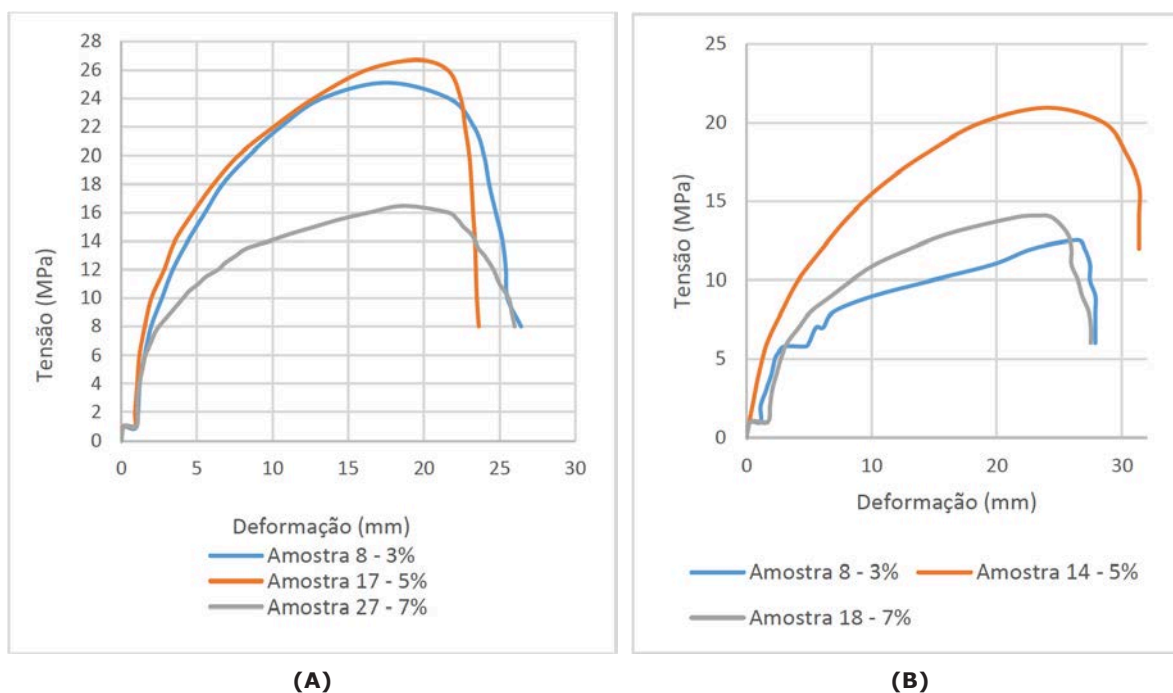 28
26
24
22
20
18
16
14
12
10
8
6
4
2
0
Tensão (MPa)
0 5 10 15 20 25 30
Deformação (mm)
Amostra 8 - 3%
Amostra 17 - 5%
Amostra 27 - 7%
(A)
25
20
15
10
5
0
Tensão (MPa)
0 10 20 30
Deformação (mm)
Amostra 8 - 3% Amostra 14 - 5%
Amostra 18 - 7%
(B)